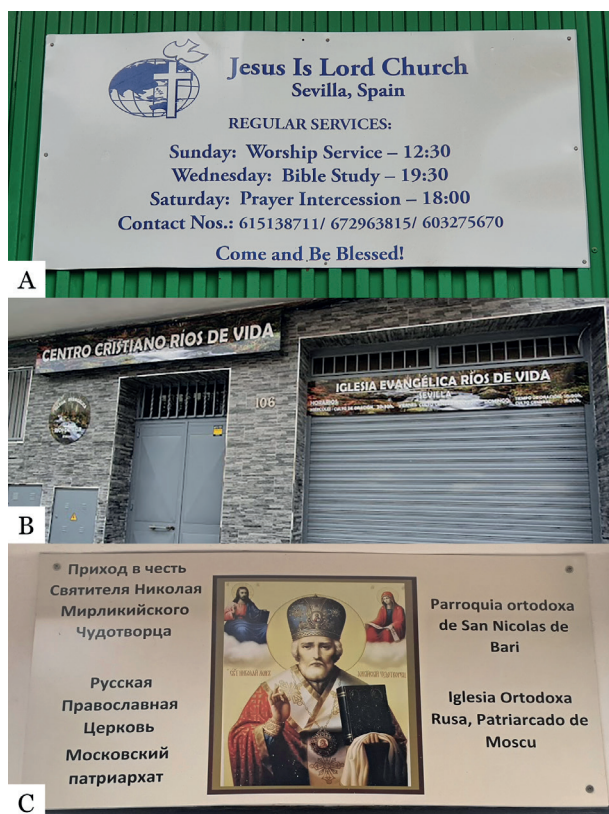 Jesus Is Lord Church
Sevilla, Spain
REGULAR SERVICES:
Sunday: Worship Service – 12:30
Wednesday: Bible Study – 19:30
Saturday: Prayer Intercession – 18:00
Contact Nos.: 615138711/ 672963815/ 603275670
Come and Be Blessed!
A
CENTRO CRISTIANO RÍOS DE VIDA
106
IGLESIA EVANGÉLICA RÍOS DE VIDA
SEVILLA
HORARIOS
B
Приход в честь
Святителя Николая
Мирликийского
Чудотворца
Русская
Православная
Церковь
Московский
патриархат
Parroquia ortodoxa
de San Nicolas de
Bari
Iglesia Ortodoxa
Rusa, Patriarcado de
Moscu
C